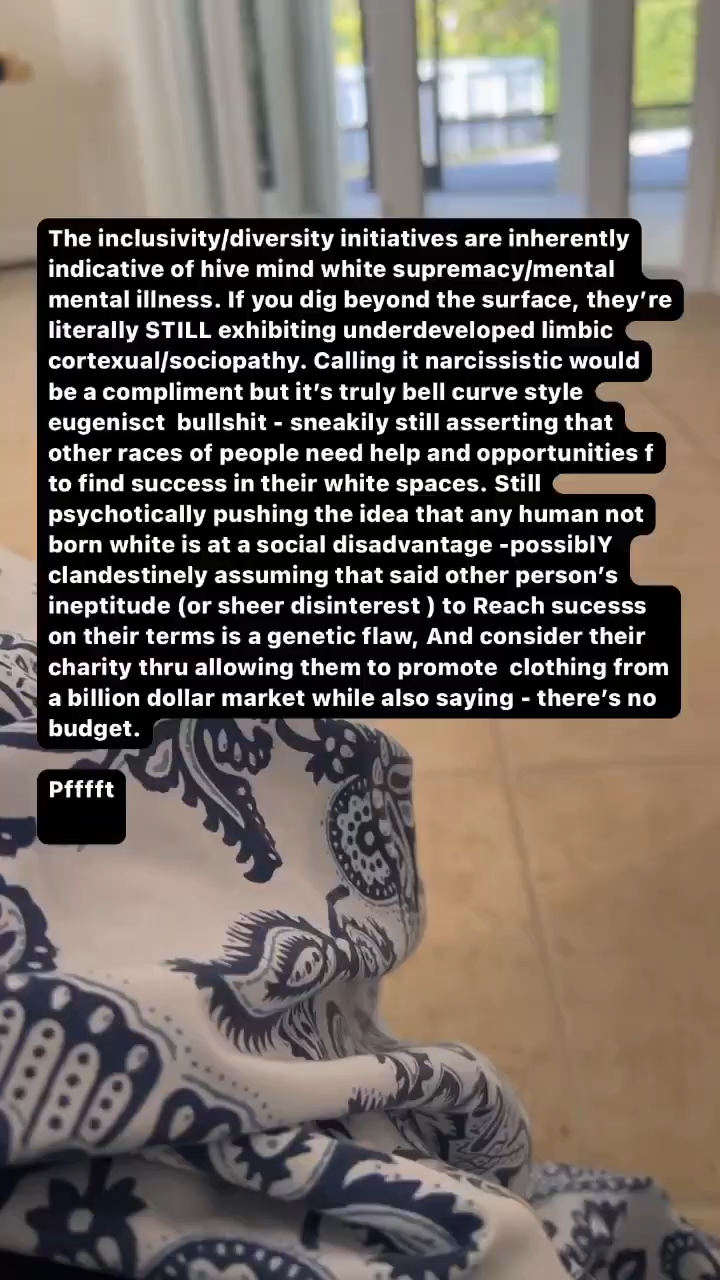 The inclusivity/diversity initiatives are inherently
indicative of hive mind white supremacy/mental
mental illness. If you dig beyond the surface, they’re
literally STILL exhibiting underdeveloped limbic
cortexual/sociopathy. Calling it narcissistic would
be a compliment but it’s truly bell curve style
eugenisct  bullshit - sneakily still asserting that
other races of people need help and opportunities f
to find success in their white spaces. Still
psychotically pushing the idea that any human not
born white is at a social disadvantage -possiblY
clandestinely assuming that said other person’s
ineptitude (or sheer disinterest ) to Reach sucesss
on their terms is a genetic flaw, And consider their
charity thru allowing them to promote  clothing from
a billion dollar market while also saying - there’s no
budget.
Pfffft